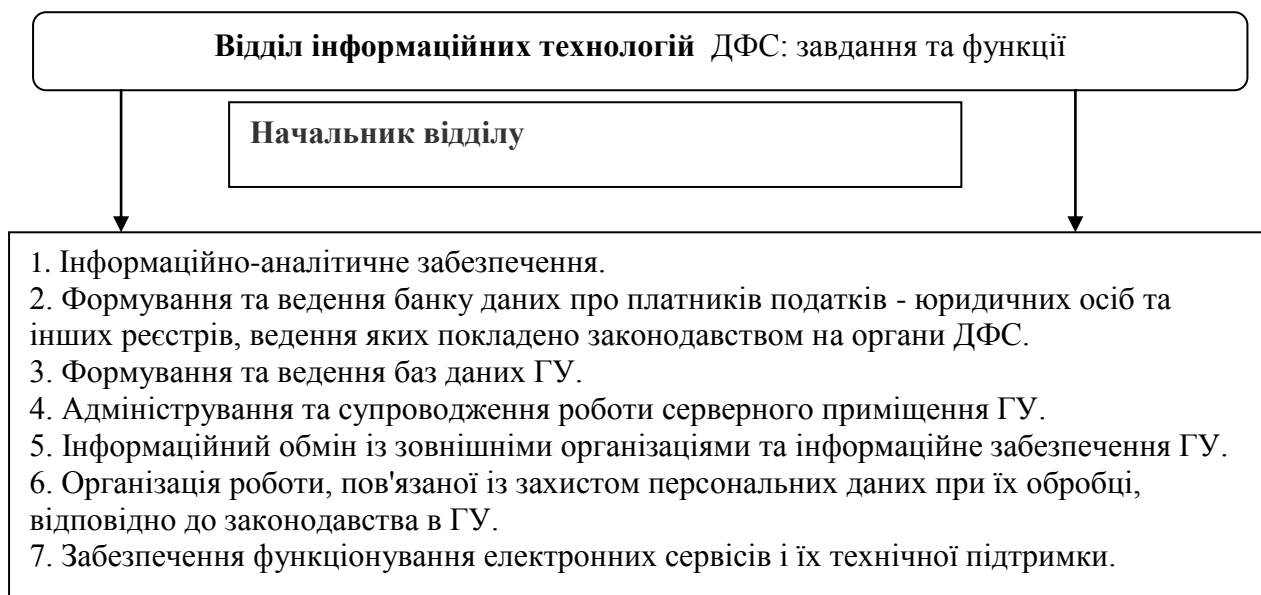 Відділ інформаційних технологій ДФС: завдання та функції
Начальник відділу
1. Інформаційно-аналітичне забезпечення.
2. Формування та ведення банку даних про платників податків - юридичних осіб та
інших реєстрів, ведення яких покладено законодавством на органи ДФС.
3. Формування та ведення баз даних ГУ.
4. Адміністрування та супроводження роботи серверного приміщення ГУ.
5. Інформаційний обмін із зовнішніми організаціями та інформаційне забезпечення ГУ.
6. Організація роботи, пов'язаної із захистом персональних даних при їх обробці,
відповідно до законодавства в ГУ.
7. Забезпечення функціонування електронних сервісів і їх технічної підтримки.